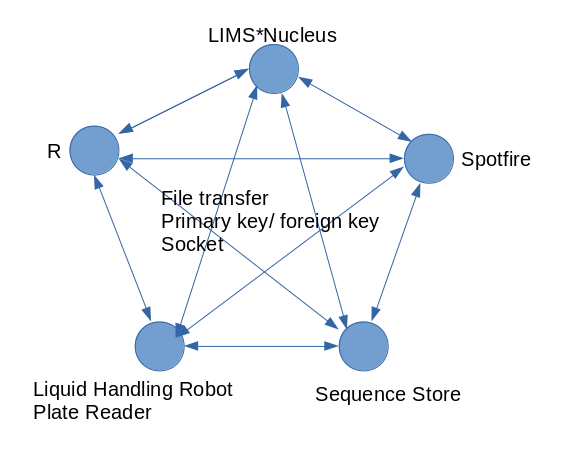 LIMS*Nucleus
R
Spotfire
File transfer
Primary key/ foreign key
Socket
Liquid Handling Robot
Plate Reader
Sequence Store